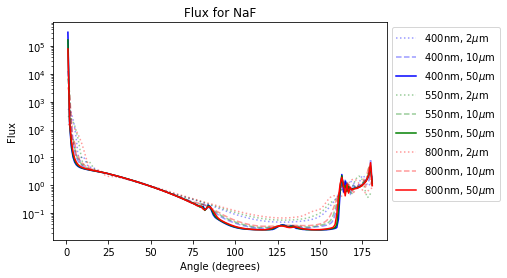 Flux for NaF
Flux
10⁵
10⁴
10³
10²
10¹
10⁰
10⁻¹
0
25
50
75
100
125
150
175
Angle (degrees)
400nm, 2μm
400nm, 10μm
400nm, 50μm
550nm, 2μm
550nm, 10μm
550nm, 50μm
800nm, 2μm
800nm, 10μm
800nm, 50μm